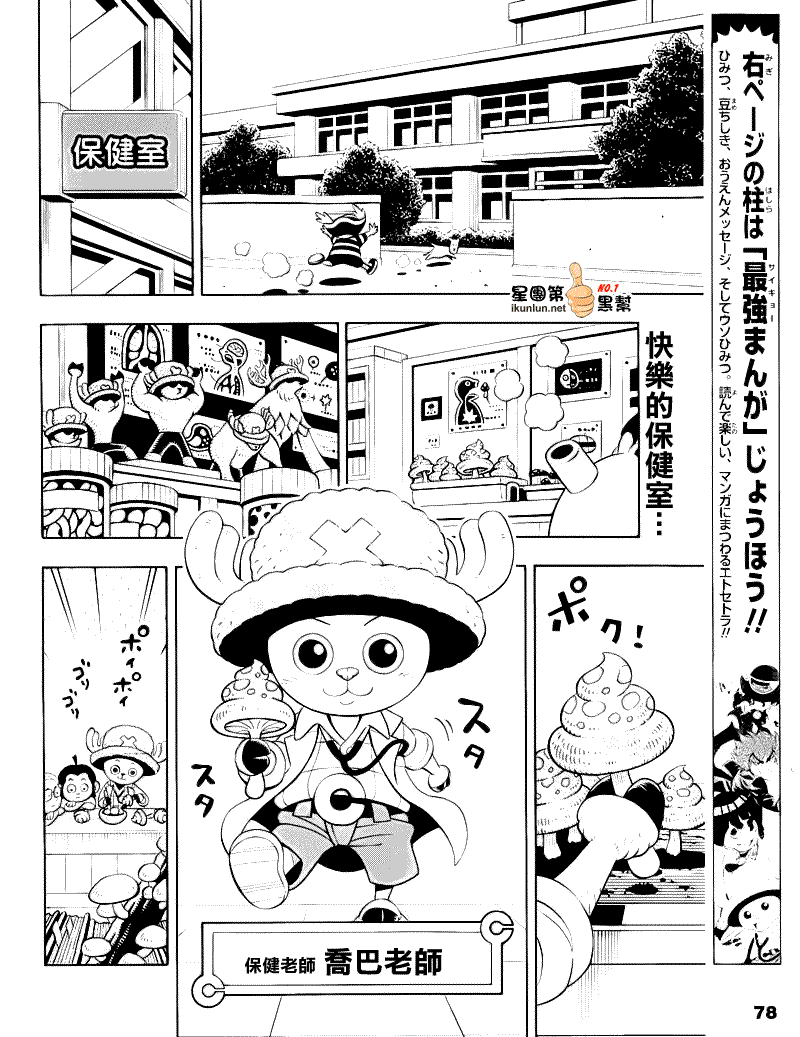 保健室
星團第
NO.1
黑幫
ikunlun.net
快樂的保健室…
ポク!
スタ
スタ
保健老師 喬巴老師
ポイポイ
ゴリゴリ
右ページの柱は「最強まんが」じょうほう!!
ひみつ、豆ちしき、おうえんメッセージ、そしてウソひみつ。読んで楽しい、マンガにまつわるエトセトラ!!
78